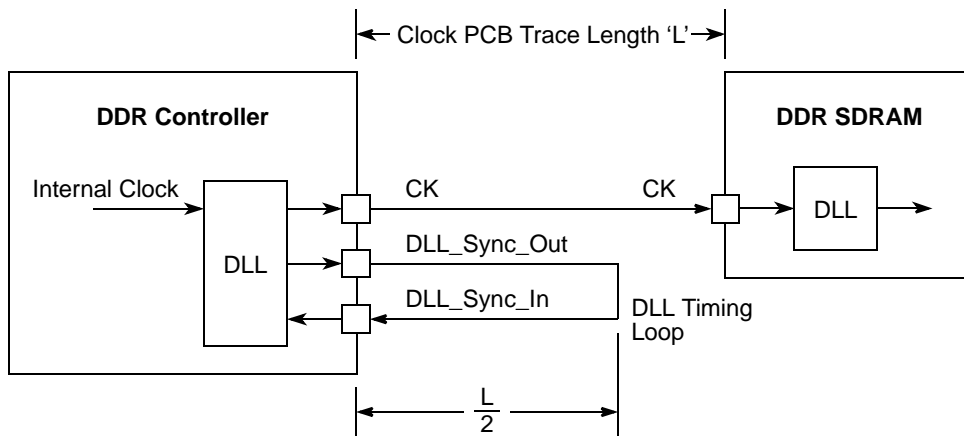 Clock PCB Trace Length ‘L’
DDR Controller
DDR SDRAM
Internal Clock
CK
CK
DLL
DLL
DLL_Sync_Out
DLL_Sync_In
DLL Timing
Loop
L
2